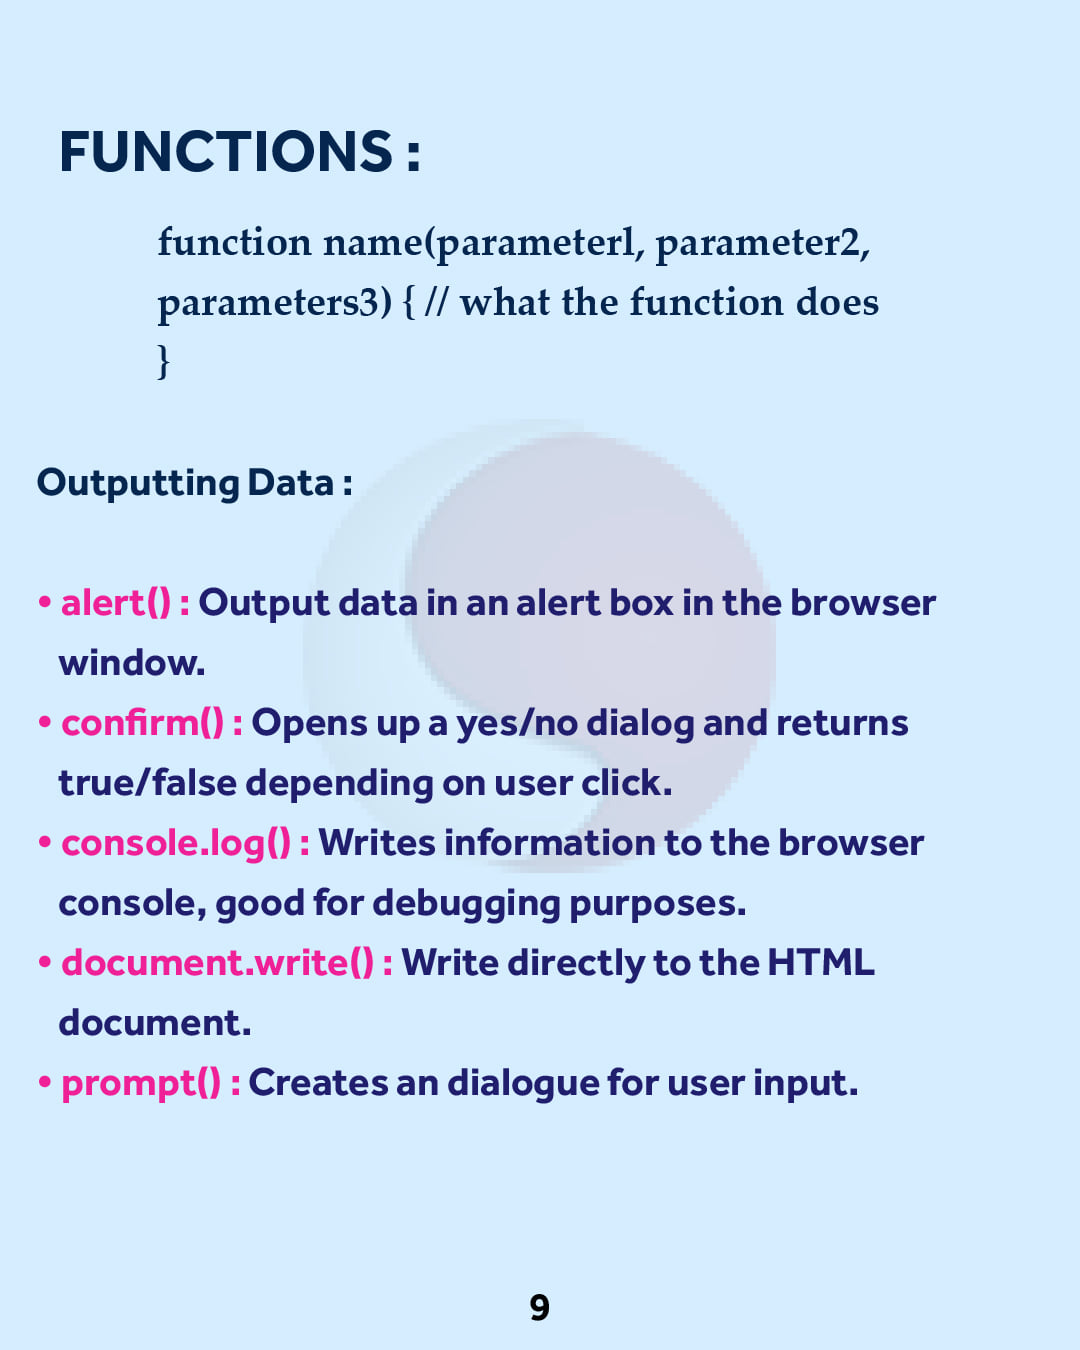 FUNCTIONS :
function name(parameter1, parameter2,
parameters3) { // what the function does
}
Outputting Data :
• alert() : Output data in an alert box in the browser
window.
• confirm() : Opens up a yes/no dialog and returns
true/false depending on user click.
• console.log() : Writes information to the browser
console, good for debugging purposes.
• document.write() : Write directly to the HTML
document.
• prompt() : Creates an dialogue for user input.
9